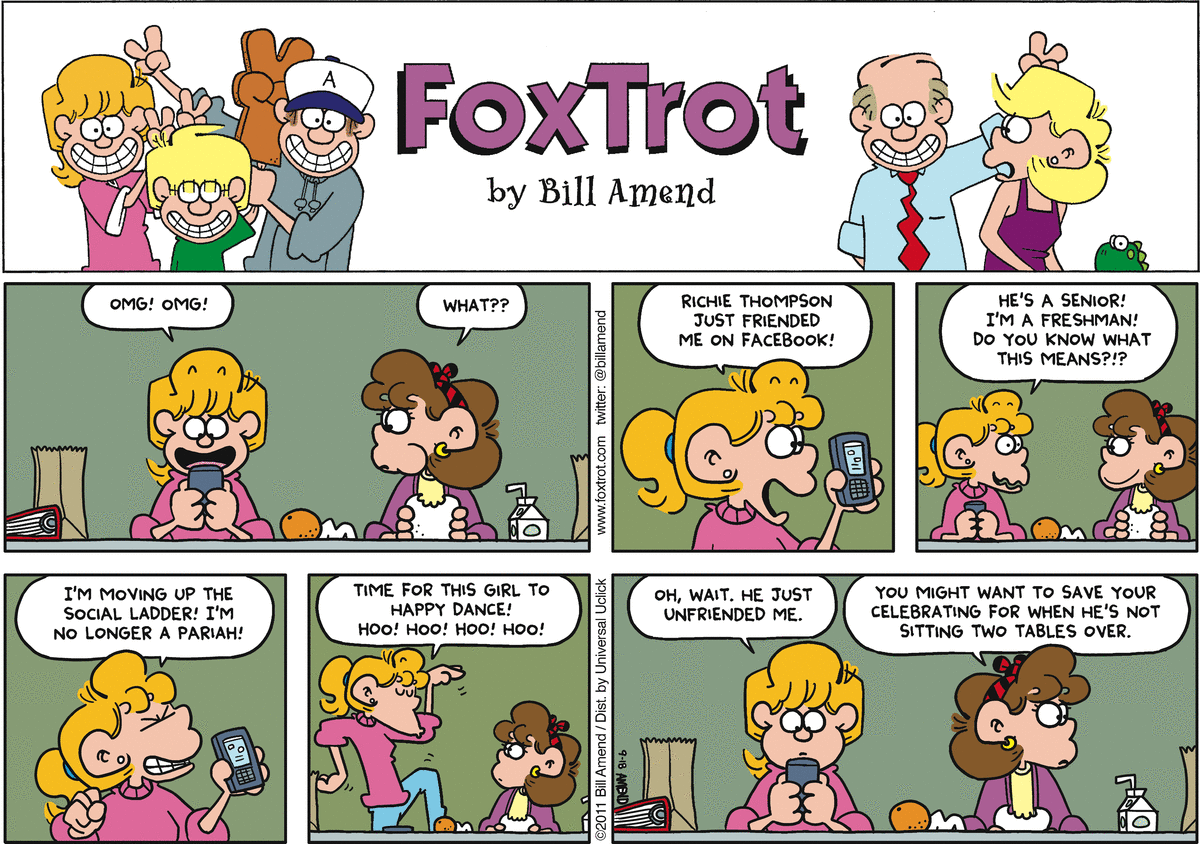 A
FOXTROT
by Bill Amend
OMG! OMG!
WHAT??
www.foxtrot.com twitter: @billamend
RICHIE THOMPSON
JUST FRIENDED
ME ON FACEBOOK!
HE'S A SENIOR!
I'M A FRESHMAN!
DO YOU KNOW WHAT
THIS MEANS?!?
I'M MOVING UP THE
SOCIAL LADDER! I'M
NO LONGER A PARIAH!
TIME FOR THIS GIRL TO
HAPPY DANCE!
HOO! HOO! HOO! HOO!
©2011 Bill Amend / Dist. by Universal Uclick
OH, WAIT. HE JUST
UNFRIENDED ME.
YOU MIGHT WANT TO SAVE YOUR
CELEBRATING FOR WHEN HE'S NOT
SITTING TWO TABLES OVER.
9-18 AMEND